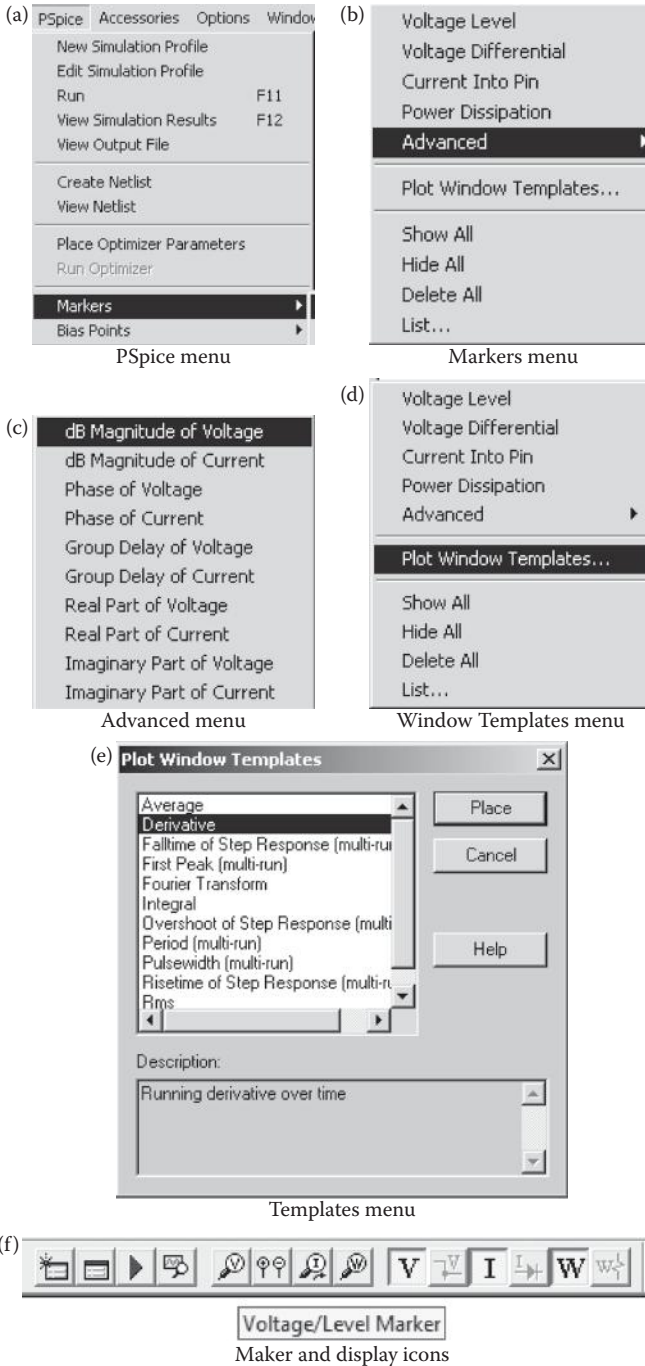 (a)
PSpice Accessories Options Window
New Simulation Profile
Edit Simulation Profile
Run F11
View Simulation Results F12
View Output File
Create Netlist
View Netlist
Place Optimizer Parameters
Run Optimizer
Markers
Bias Points
PSpice menu
(b)
Voltage Level
Voltage Differential
Current Into Pin
Power Dissipation
Advanced
Plot Window Templates...
Show All
Hide All
Delete All
List...
Markers menu
(c)
dB Magnitude of Voltage
dB Magnitude of Current
Phase of Voltage
Phase of Current
Group Delay of Voltage
Group Delay of Current
Real Part of Voltage
Real Part of Current
Imaginary Part of Voltage
Imaginary Part of Current
Advanced menu
(d)
Voltage Level
Voltage Differential
Current Into Pin
Power Dissipation
Advanced
Plot Window Templates...
Show All
Hide All
Delete All
List...
Window Templates menu
(e)
Plot Window Templates
Average
Derivative
Falltime of Step Response (multi-ru
First Peak (multi-run)
Fourier Transform
Integral
Overshoot of Step Response (multi
Period (multi-run)
Pulsewidth (multi-run)
Risetime of Step Response (multi-ru
Rms
Place
Cancel
Help
Description:
Running derivative over time
Templates menu
(f)
V I W V V I I W W
Voltage/Level Marker
Maker and display icons